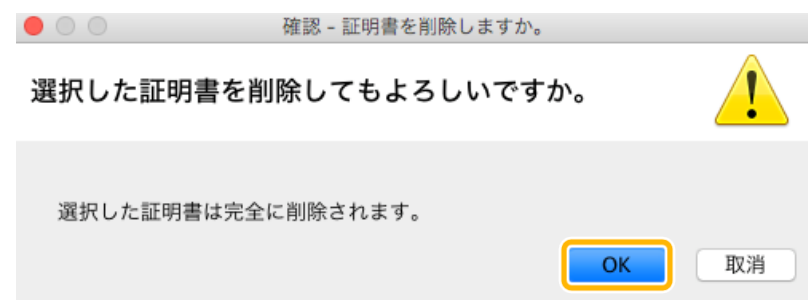 確認 – 証明書を削除しますか。
選択した証明書を削除してもよろしいですか。
選択した証明書は完全に削除されます。
OK
取消